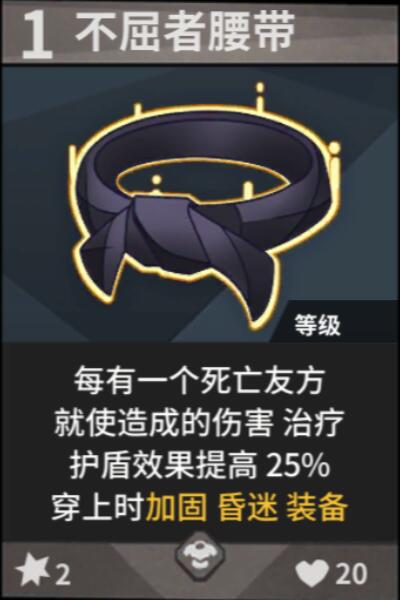 1 不屈者腰带
等级
每有一个死亡友方
就使造成的伤害 治疗
护盾效果提高 25%
穿上时加固 昏迷 装备
2 20